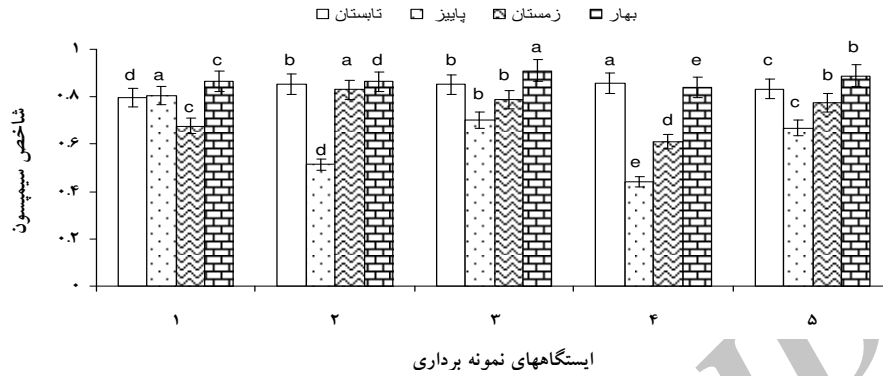 تابستان پاییز زمستان بهار
شاخص سیمپسون
۱
۰.۸
۰.۶
۰.۴
۰.۲
۰
d a c c b d a d b b b a a e d e c c b b
۱ ۲ ۳ ۴ ۵
ایستگاههای نمونه برداری